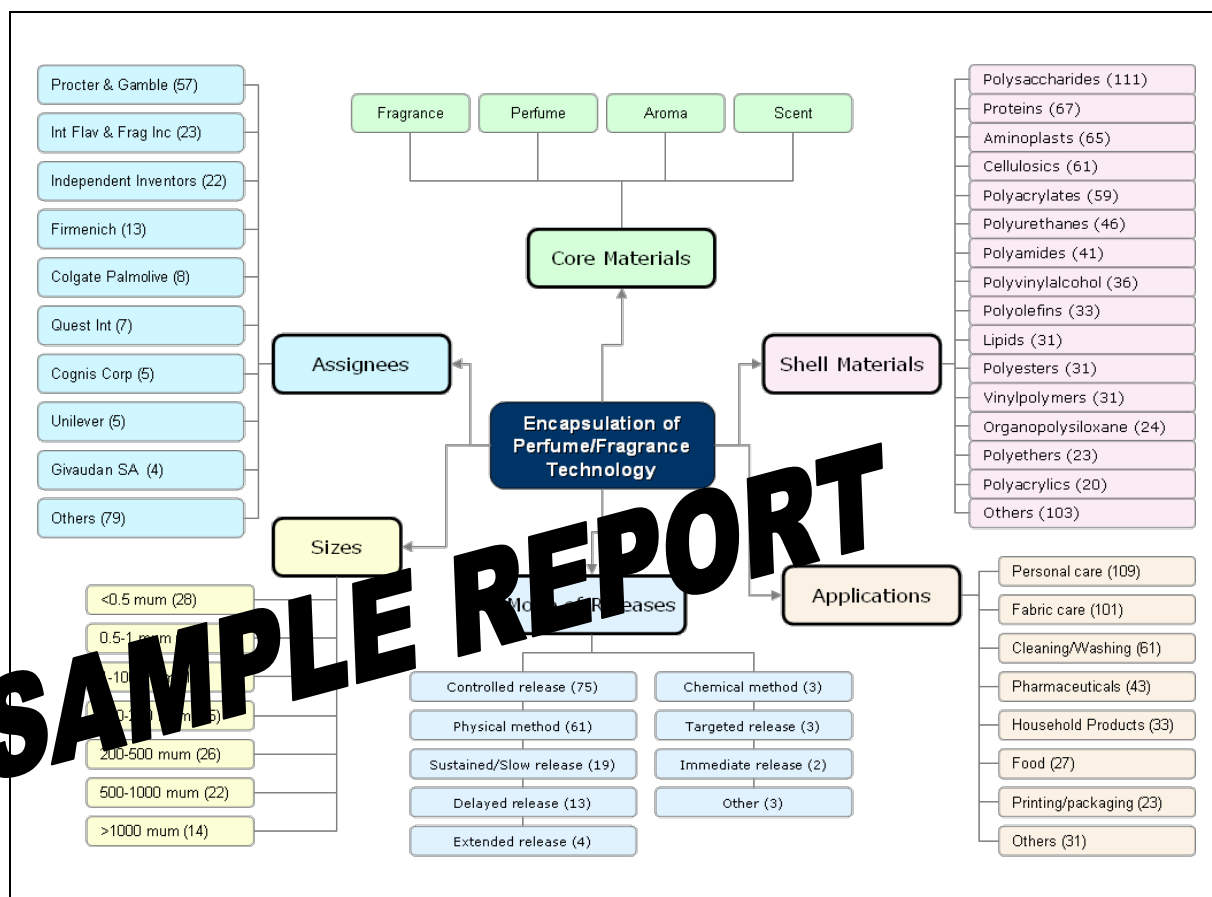 Procter & Gamble (57)
Int Flav & Frag Inc (23)
Independent Inventors (22)
Firmenich (13)
Colgate Palmolive (8)
Quest Int (7)
Cognis Corp (5)
Unilever (5)
Givaudan SA (4)
Others (79)
Assignees
Fragrance
Perfume
Aroma
Scent
Core Materials
Polysaccharides (111)
Proteins (67)
Aminoplasts (65)
Cellulosics (61)
Polyacrylates (59)
Polyurethanes (46)
Polyamides (41)
Polyvinylalcohol (36)
Polyolefins (33)
Lipids (31)
Polyesters (31)
Vinylpolymers (31)
Organopolysiloxane (24)
Polyethers (23)
Polyacrylics (20)
Others (103)
Shell Materials
Encapsulation of
Perfume/Fragrance
Technology
SAMPLE REPORT
Sizes
<0.5 mum (28)
0.5-1
200-500 mum (26)
500-1000 mum (22)
>1000 mum (14)
Mode of Releases
Controlled release (75)
Physical method (61)
Sustained/Slow release (19)
Delayed release (13)
Extended release (4)
Chemical method (3)
Targeted release (3)
Immediate release (2)
Other (3)
Applications
Personal care (109)
Fabric care (101)
Cleaning/Washing (61)
Pharmaceuticals (43)
Household Products (33)
Food (27)
Printing/packaging (23)
Others (31)